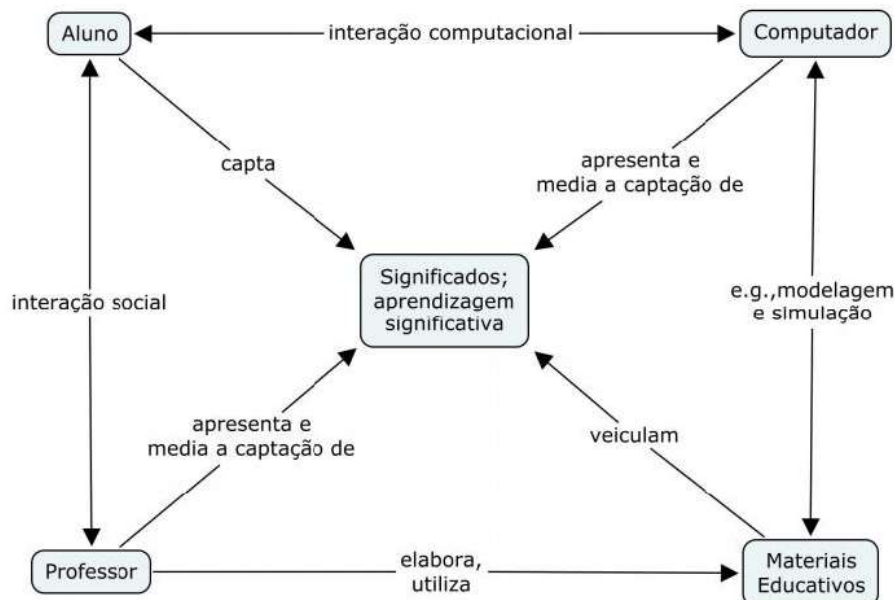 Aluno
interação computacional
Computador
capta
apresenta e
media a captação de
interação social
Significados;
aprendizagem
significativa
e.g.,modelagem
e simulação
apresenta e
media a captação de
veiculam
Professor
elabora,
utiliza
Materiais
Educativos